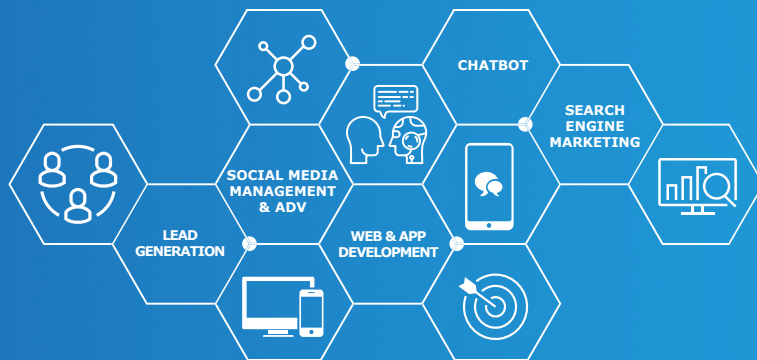 CHATBOT
SEARCH
ENGINE
MARKETING
SOCIAL MEDIA
MANAGEMENT
& ADV
LEAD
GENERATION
WEB & APP
DEVELOPMENT